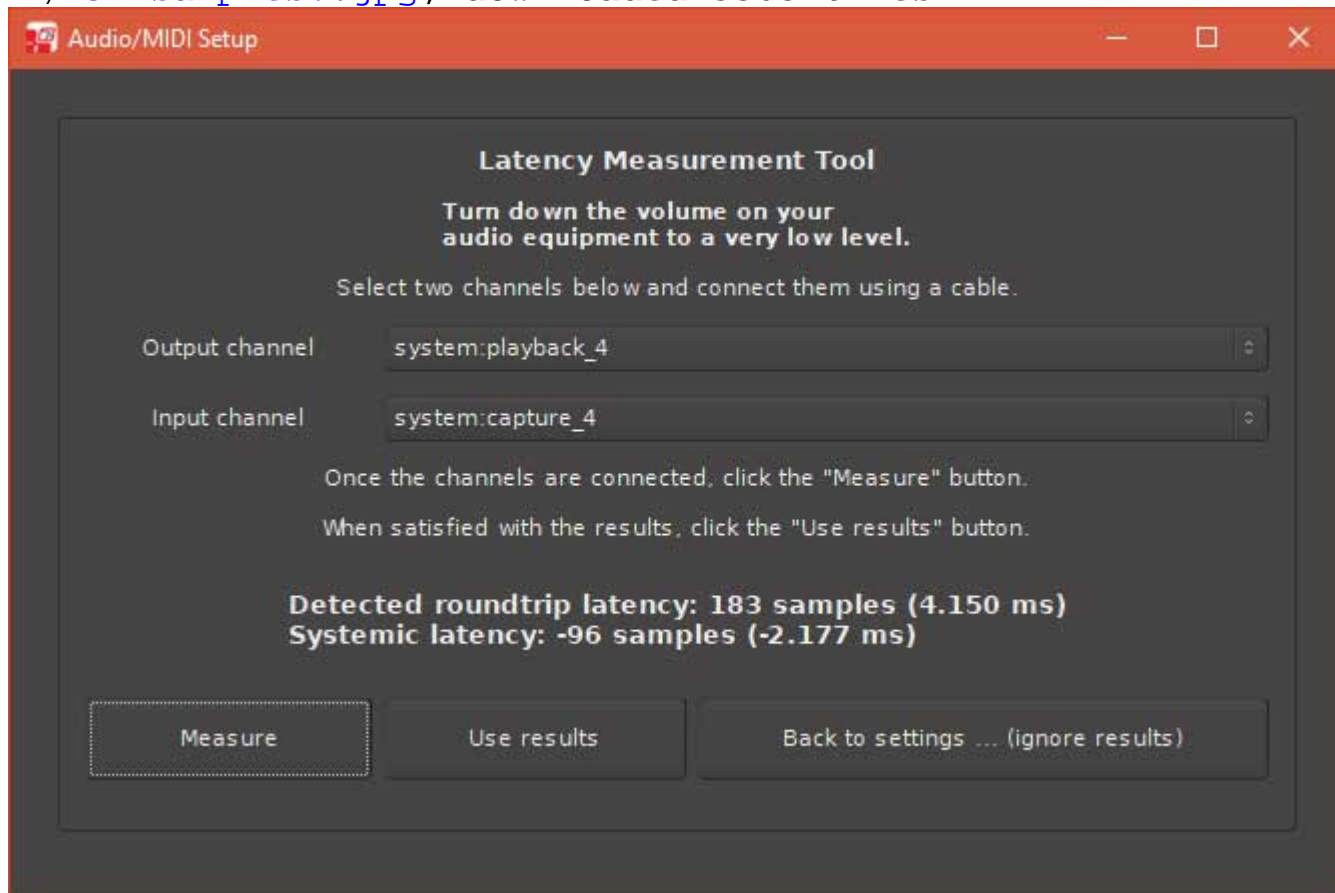 Audio/MIDI Setup
Latency Measurement Tool
Turn down the volume on your
audio equipment to a very low level.
Select two channels below and connect them using a cable.
Output channel system:playback_4
Input channel system:capture_4
Once the channels are connected, click the "Measure" button.
When satisfied with the results, click the "Use results" button.
Detected roundtrip latency: 183 samples (4.150 ms)
Systemic latency: -96 samples (-2.177 ms)
Measure Use results Back to settings ... (ignore results)